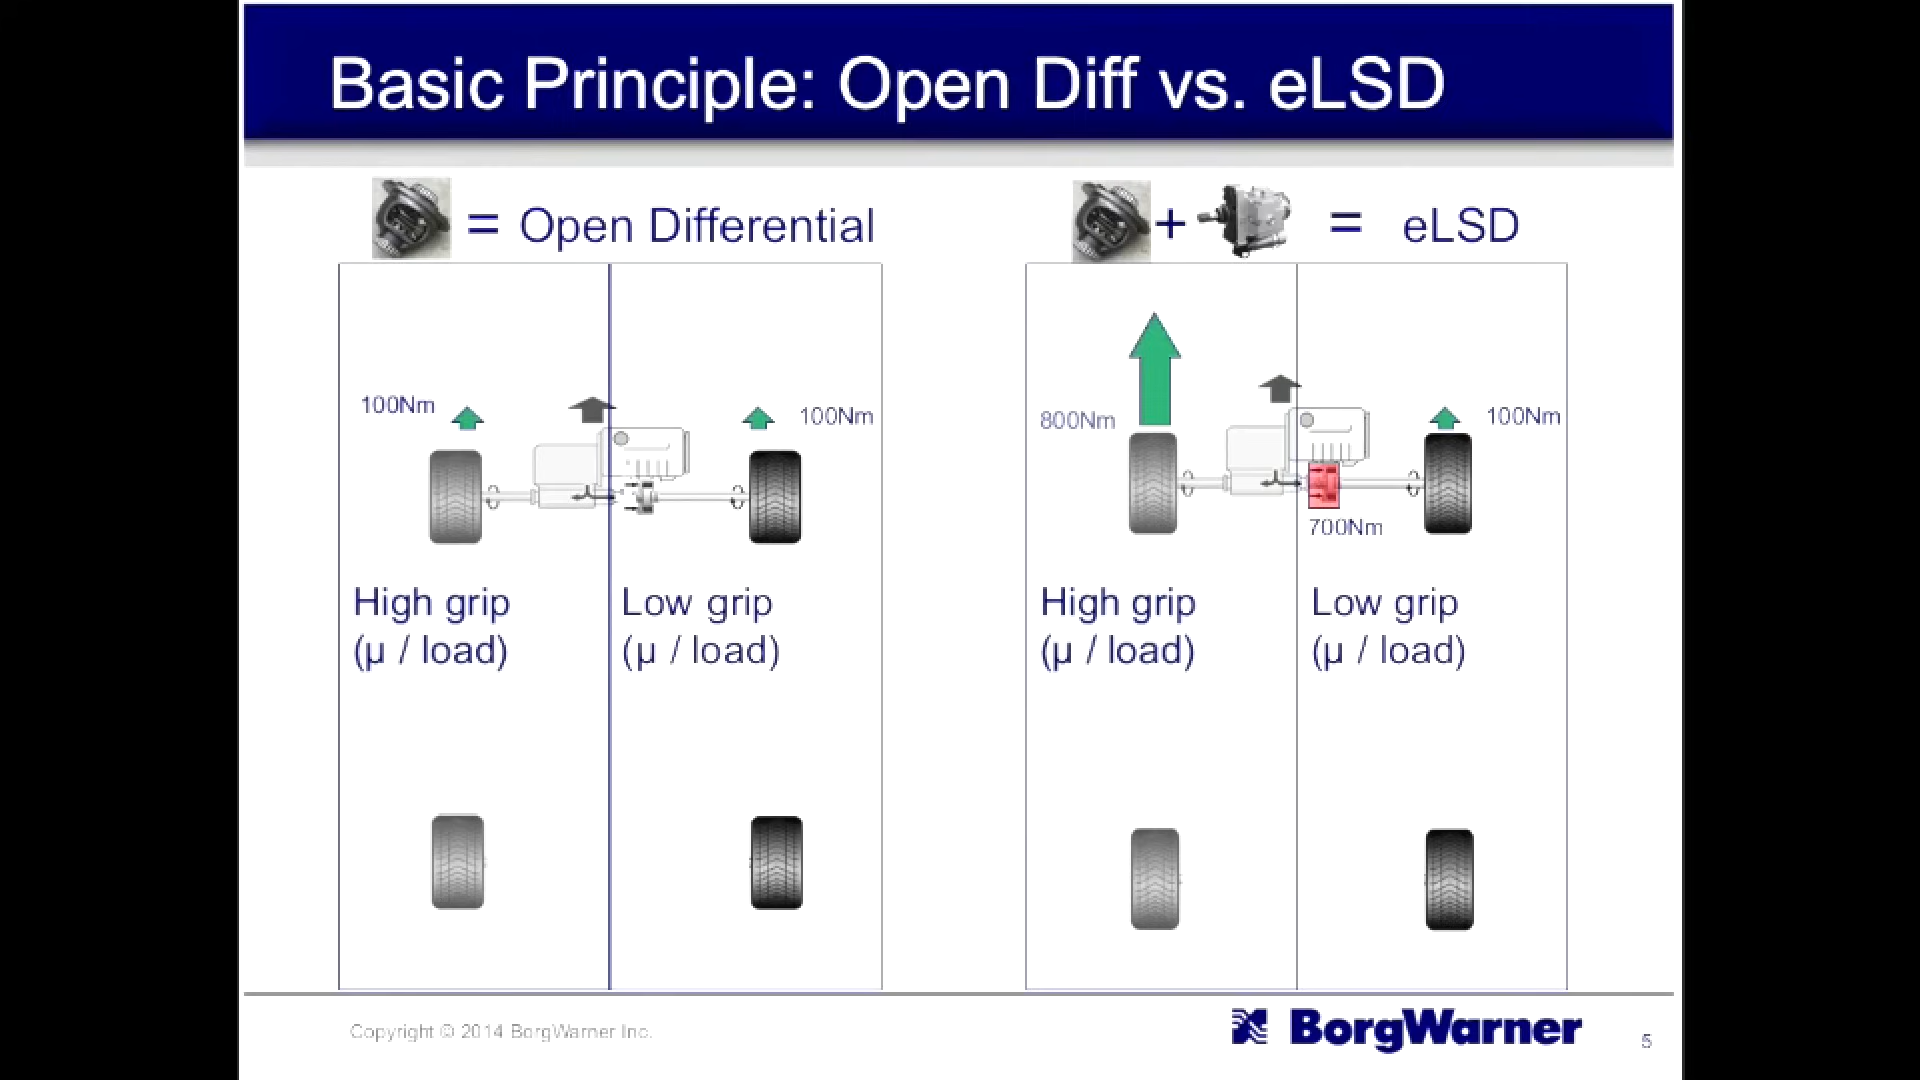 Basic Principle: Open Diff vs. eLSD
= Open Differential
+ = eLSD
100Nm
100Nm
High grip
(µ / load)
Low grip
(µ / load)
800Nm
100Nm
700Nm
High grip
(µ / load)
Low grip
(µ / load)
Copyright © 2014 BorgWarner Inc.
BorgWarner
5